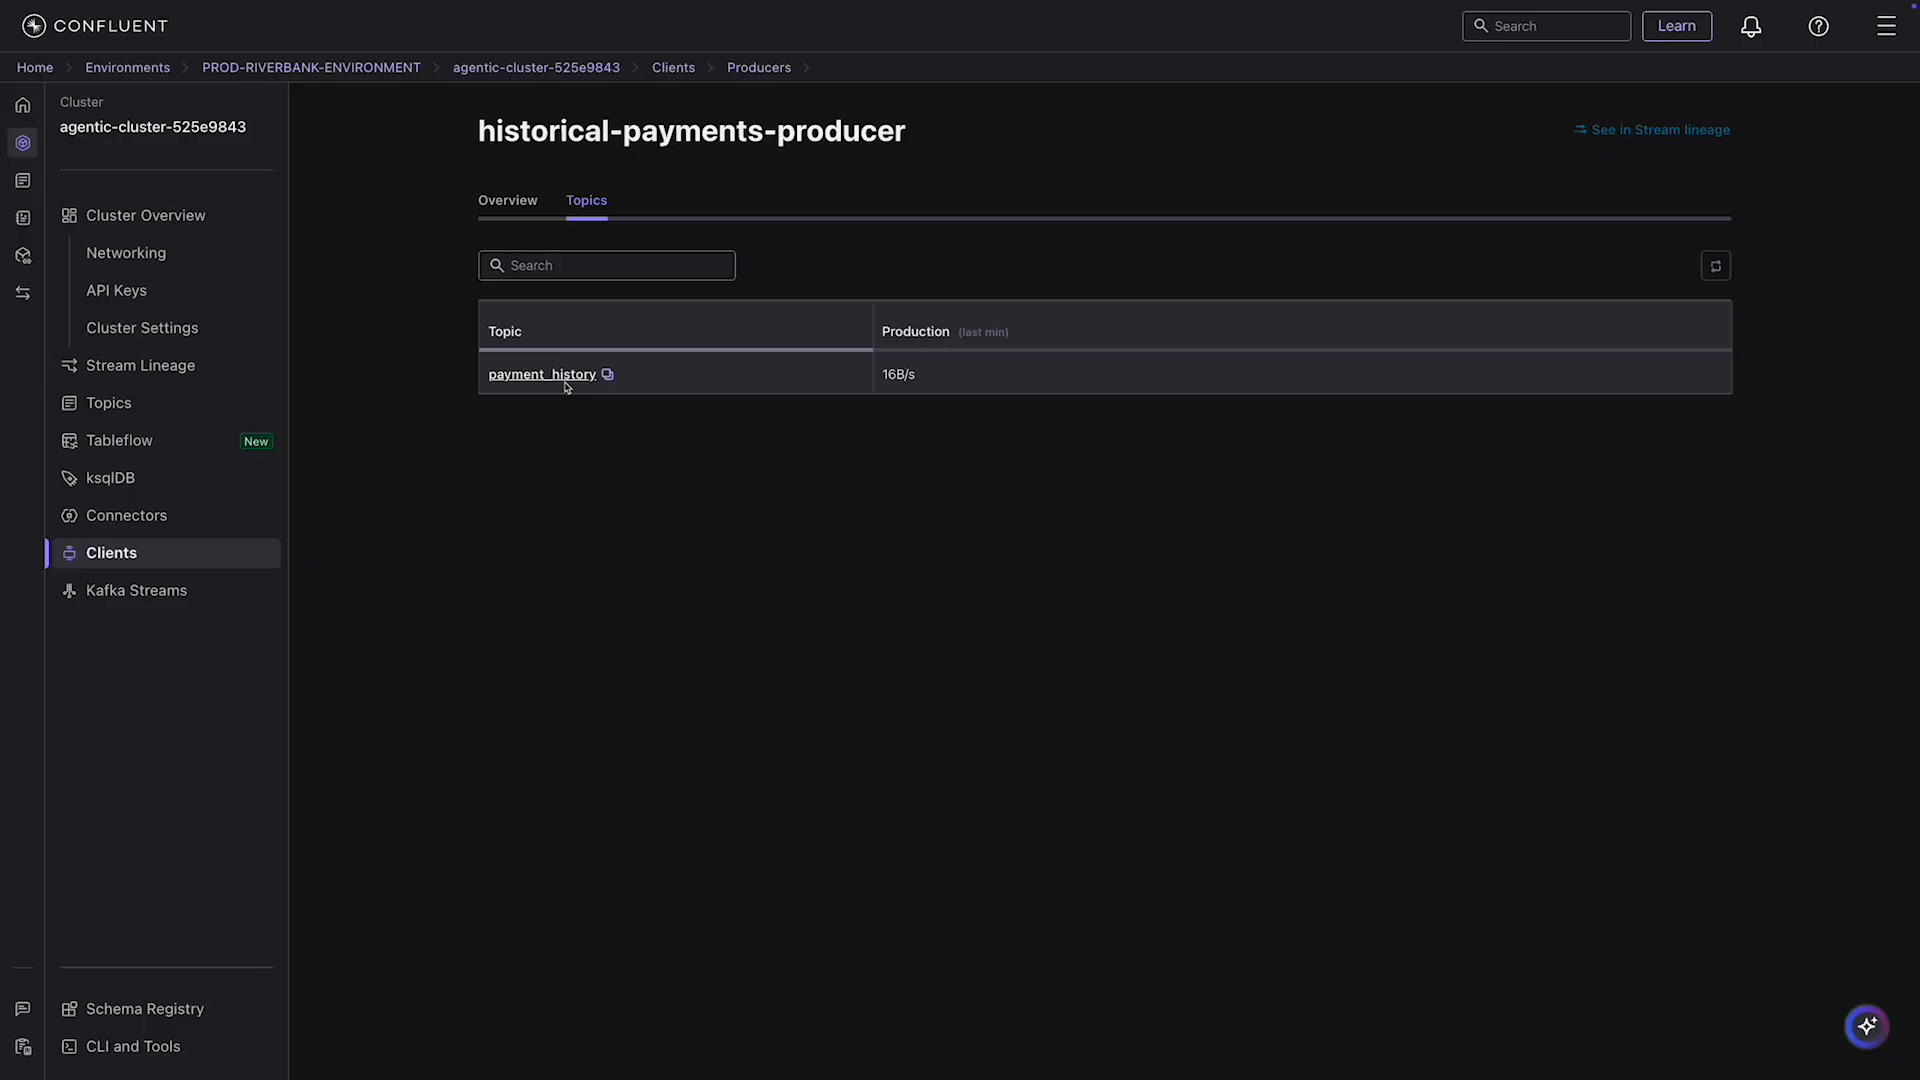 CONFLUENT
Search
Learn
Home
Environments
PROD-RIVERBANK-ENVIRONMENT
agentic-cluster-525e9843
Clients
Producers
Cluster
agentic-cluster-525e9843
Cluster Overview
Networking
API Keys
Cluster Settings
Stream Lineage
Topics
Tableflow New
ksqlDB
Connectors
Clients
Kafka Streams
Schema Registry
CLI and Tools
historical-payments-producer
See in Stream lineage
Overview Topics
Search
Topic Production (last min)
payment_history 16B/s